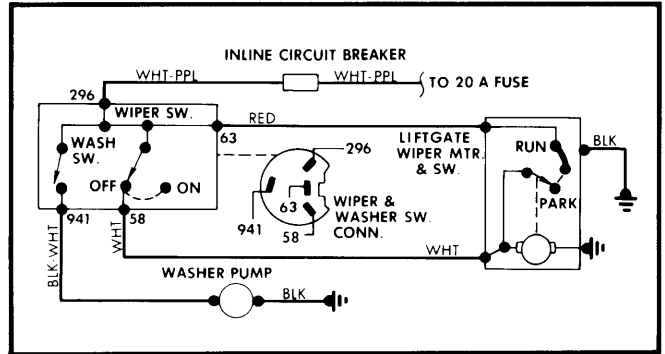 INLINE CIRCUIT BREAKER
WHT-PPL
WHT-PPL
TO 20 A FUSE
296
WIPER SW.
RED
63
WASH
SW.
OFF
ON
941
58
296
63
941
58
WIPER &
WASHER SW.
CONN.
LIFTGATE
WIPER MTR.
& SW.
RUN
PARK
BLK
BLK-WHT
WHT
WHT
WASHER PUMP
BLK